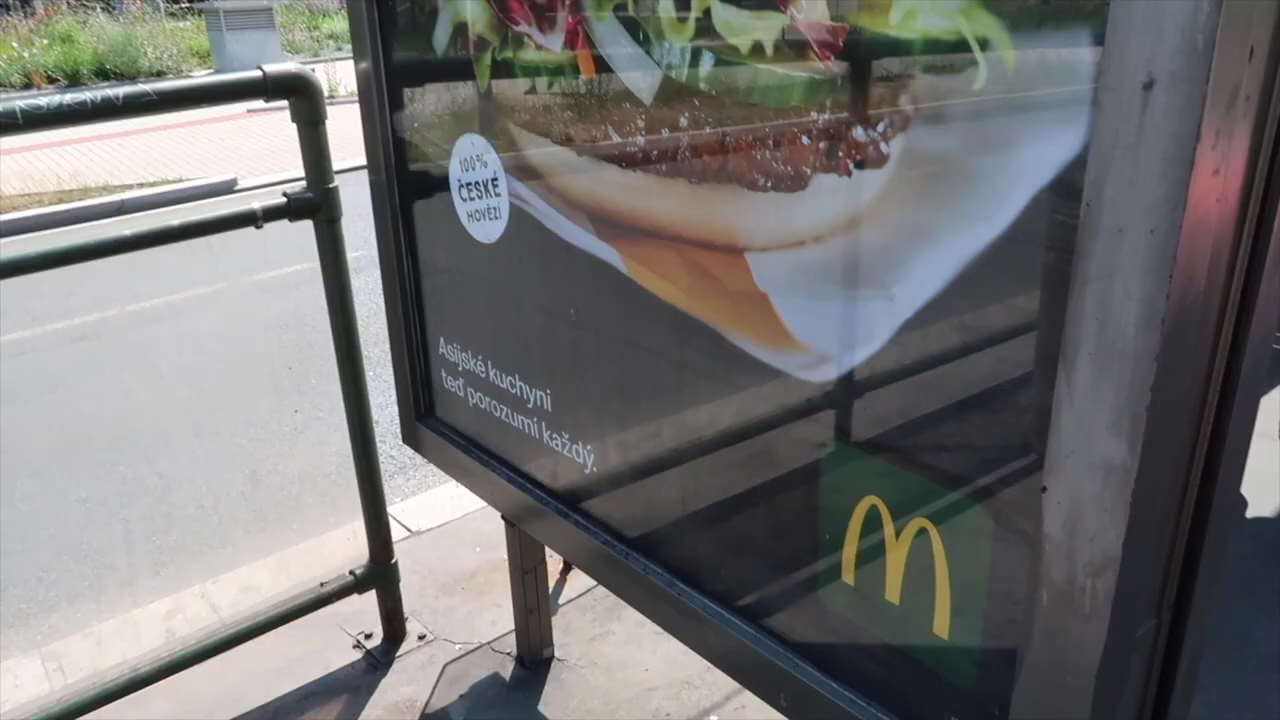 100%
ČESKÉ
HOVĚZÍ
Asijské kuchyni
teď porozumí každý.